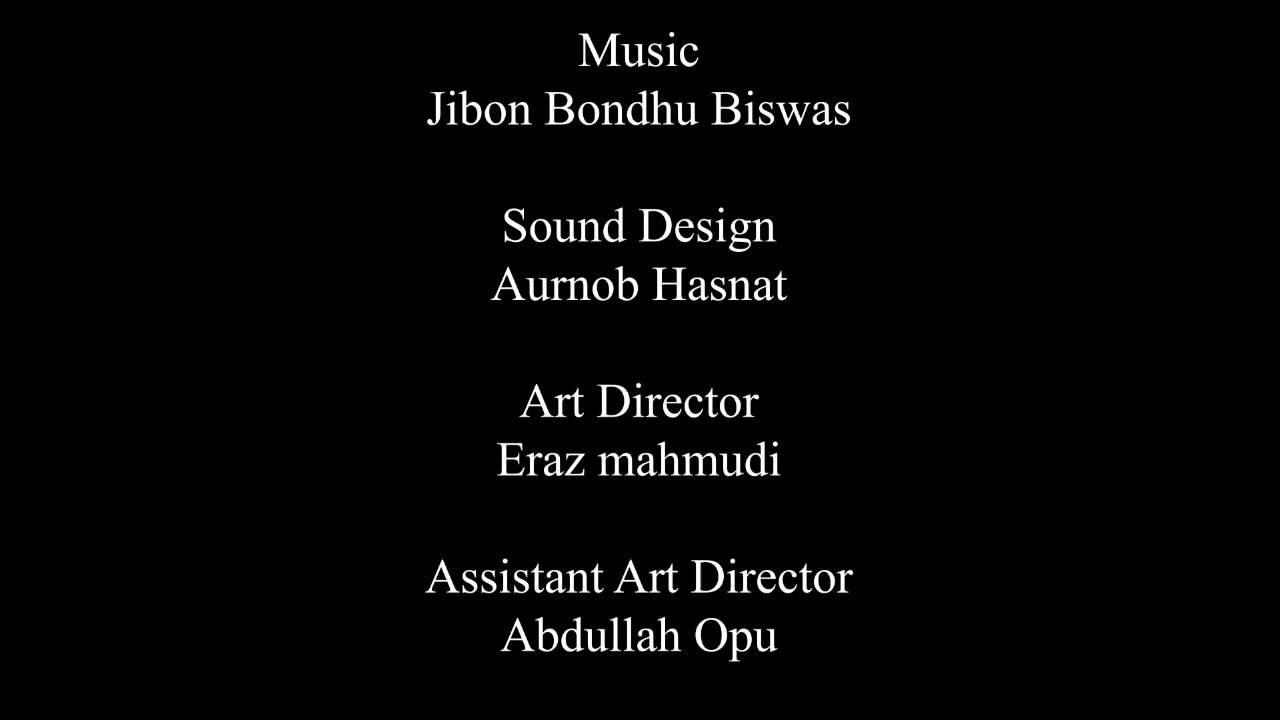 Music
Jibon Bondhu Biswas
Sound Design
Aurnob Hasnat
Art Director
Eraz mahmudi
Assistant Art Director
Abdullah Opu